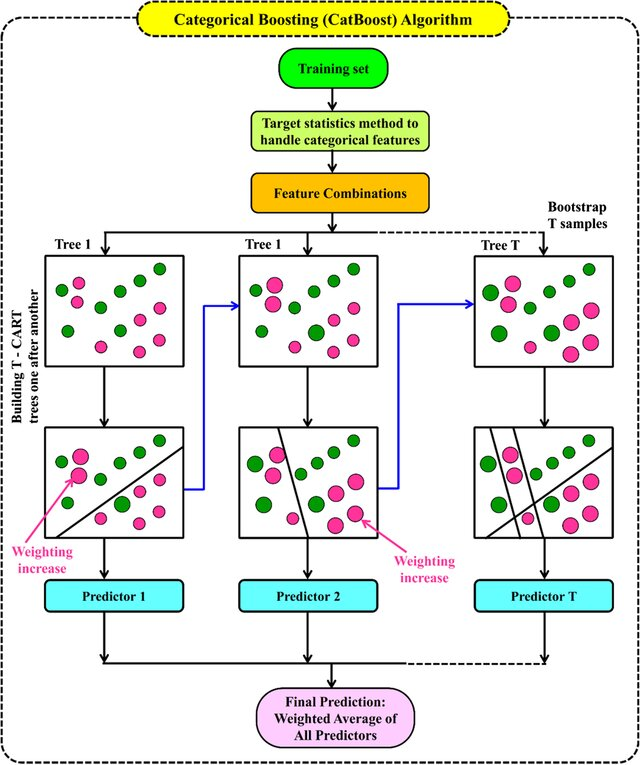 Categorical Boosting (CatBoost) Algorithm
Training set
Target statistics method to
handle categorical features
Feature Combinations
Bootstrap
T samples
Tree 1
Tree 1
Tree T
Building T - CART
trees one after another
Weighting
increase
Weighting
increase
Predictor 1
Predictor 2
Predictor T
Final Prediction:
Weighted Average of
All Predictors